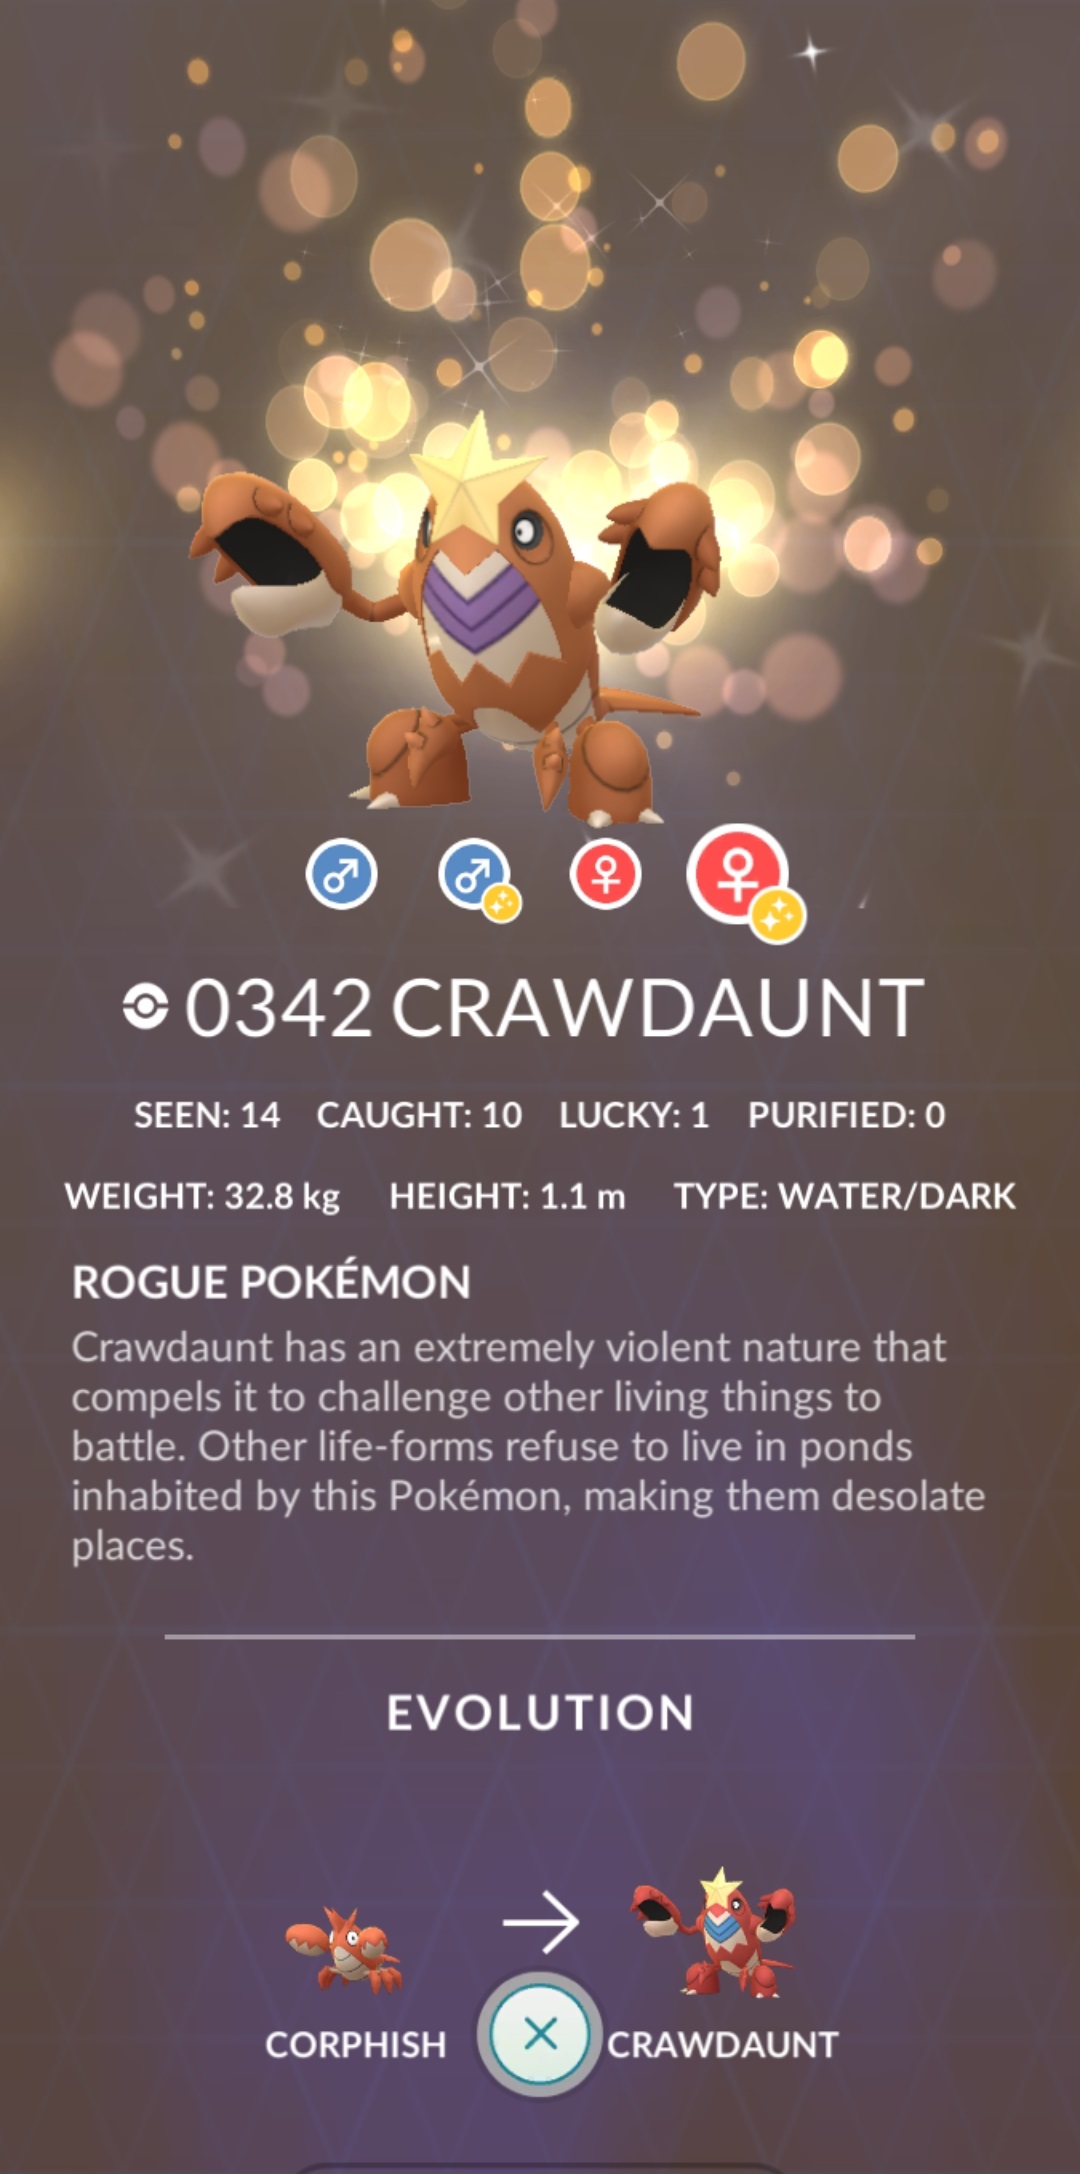 0342 CRAWDAUNT
SEEN: 14 CAUGHT: 10 LUCKY: 1 PURIFIED: 0
WEIGHT: 32.8 kg HEIGHT: 1.1 m TYPE: WATER/DARK
ROGUE POKÉMON
Crawdaunt has an extremely violent nature that
compels it to challenge other living things to
battle. Other life-forms refuse to live in ponds
inhabited by this Pokémon, making them desolate
places.
EVOLUTION
CORPHISH CRAWDAUNT